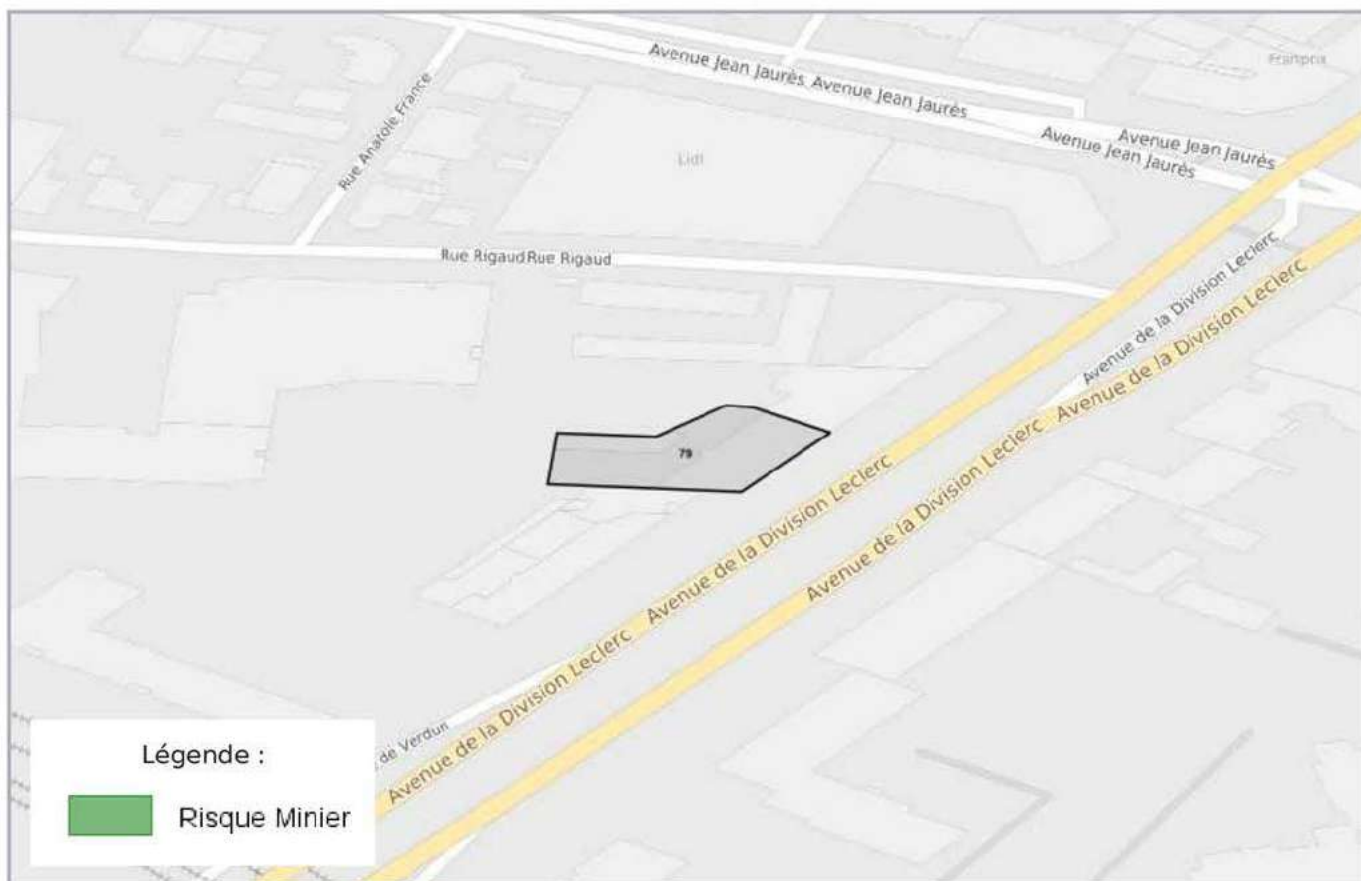 Avenue Jean Jaurès
Avenue Jean Jaurès
Franprix
Avenue Jean Jaurès
Avenue Jean Jaurès
Rue Anatole France
Lidl
Rue Rigaud
Rue Rigaud
Avenue de la Division Leclerc
Avenue de la Division Leclerc
79
Avenue de la Division Leclerc
Avenue de la Division Leclerc
Avenue de la Division Leclerc
Avenue de la Division Leclerc
de Verdun
Légende :
Risque Minier